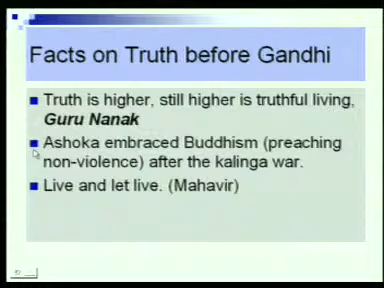 Facts on Truth before Gandhi
Truth is higher, still higher is truthful living,
Guru Nanak
Ashoka embraced Buddhism (preaching
non-violence) after the kalinga war.
Live and let live. (Mahavir)